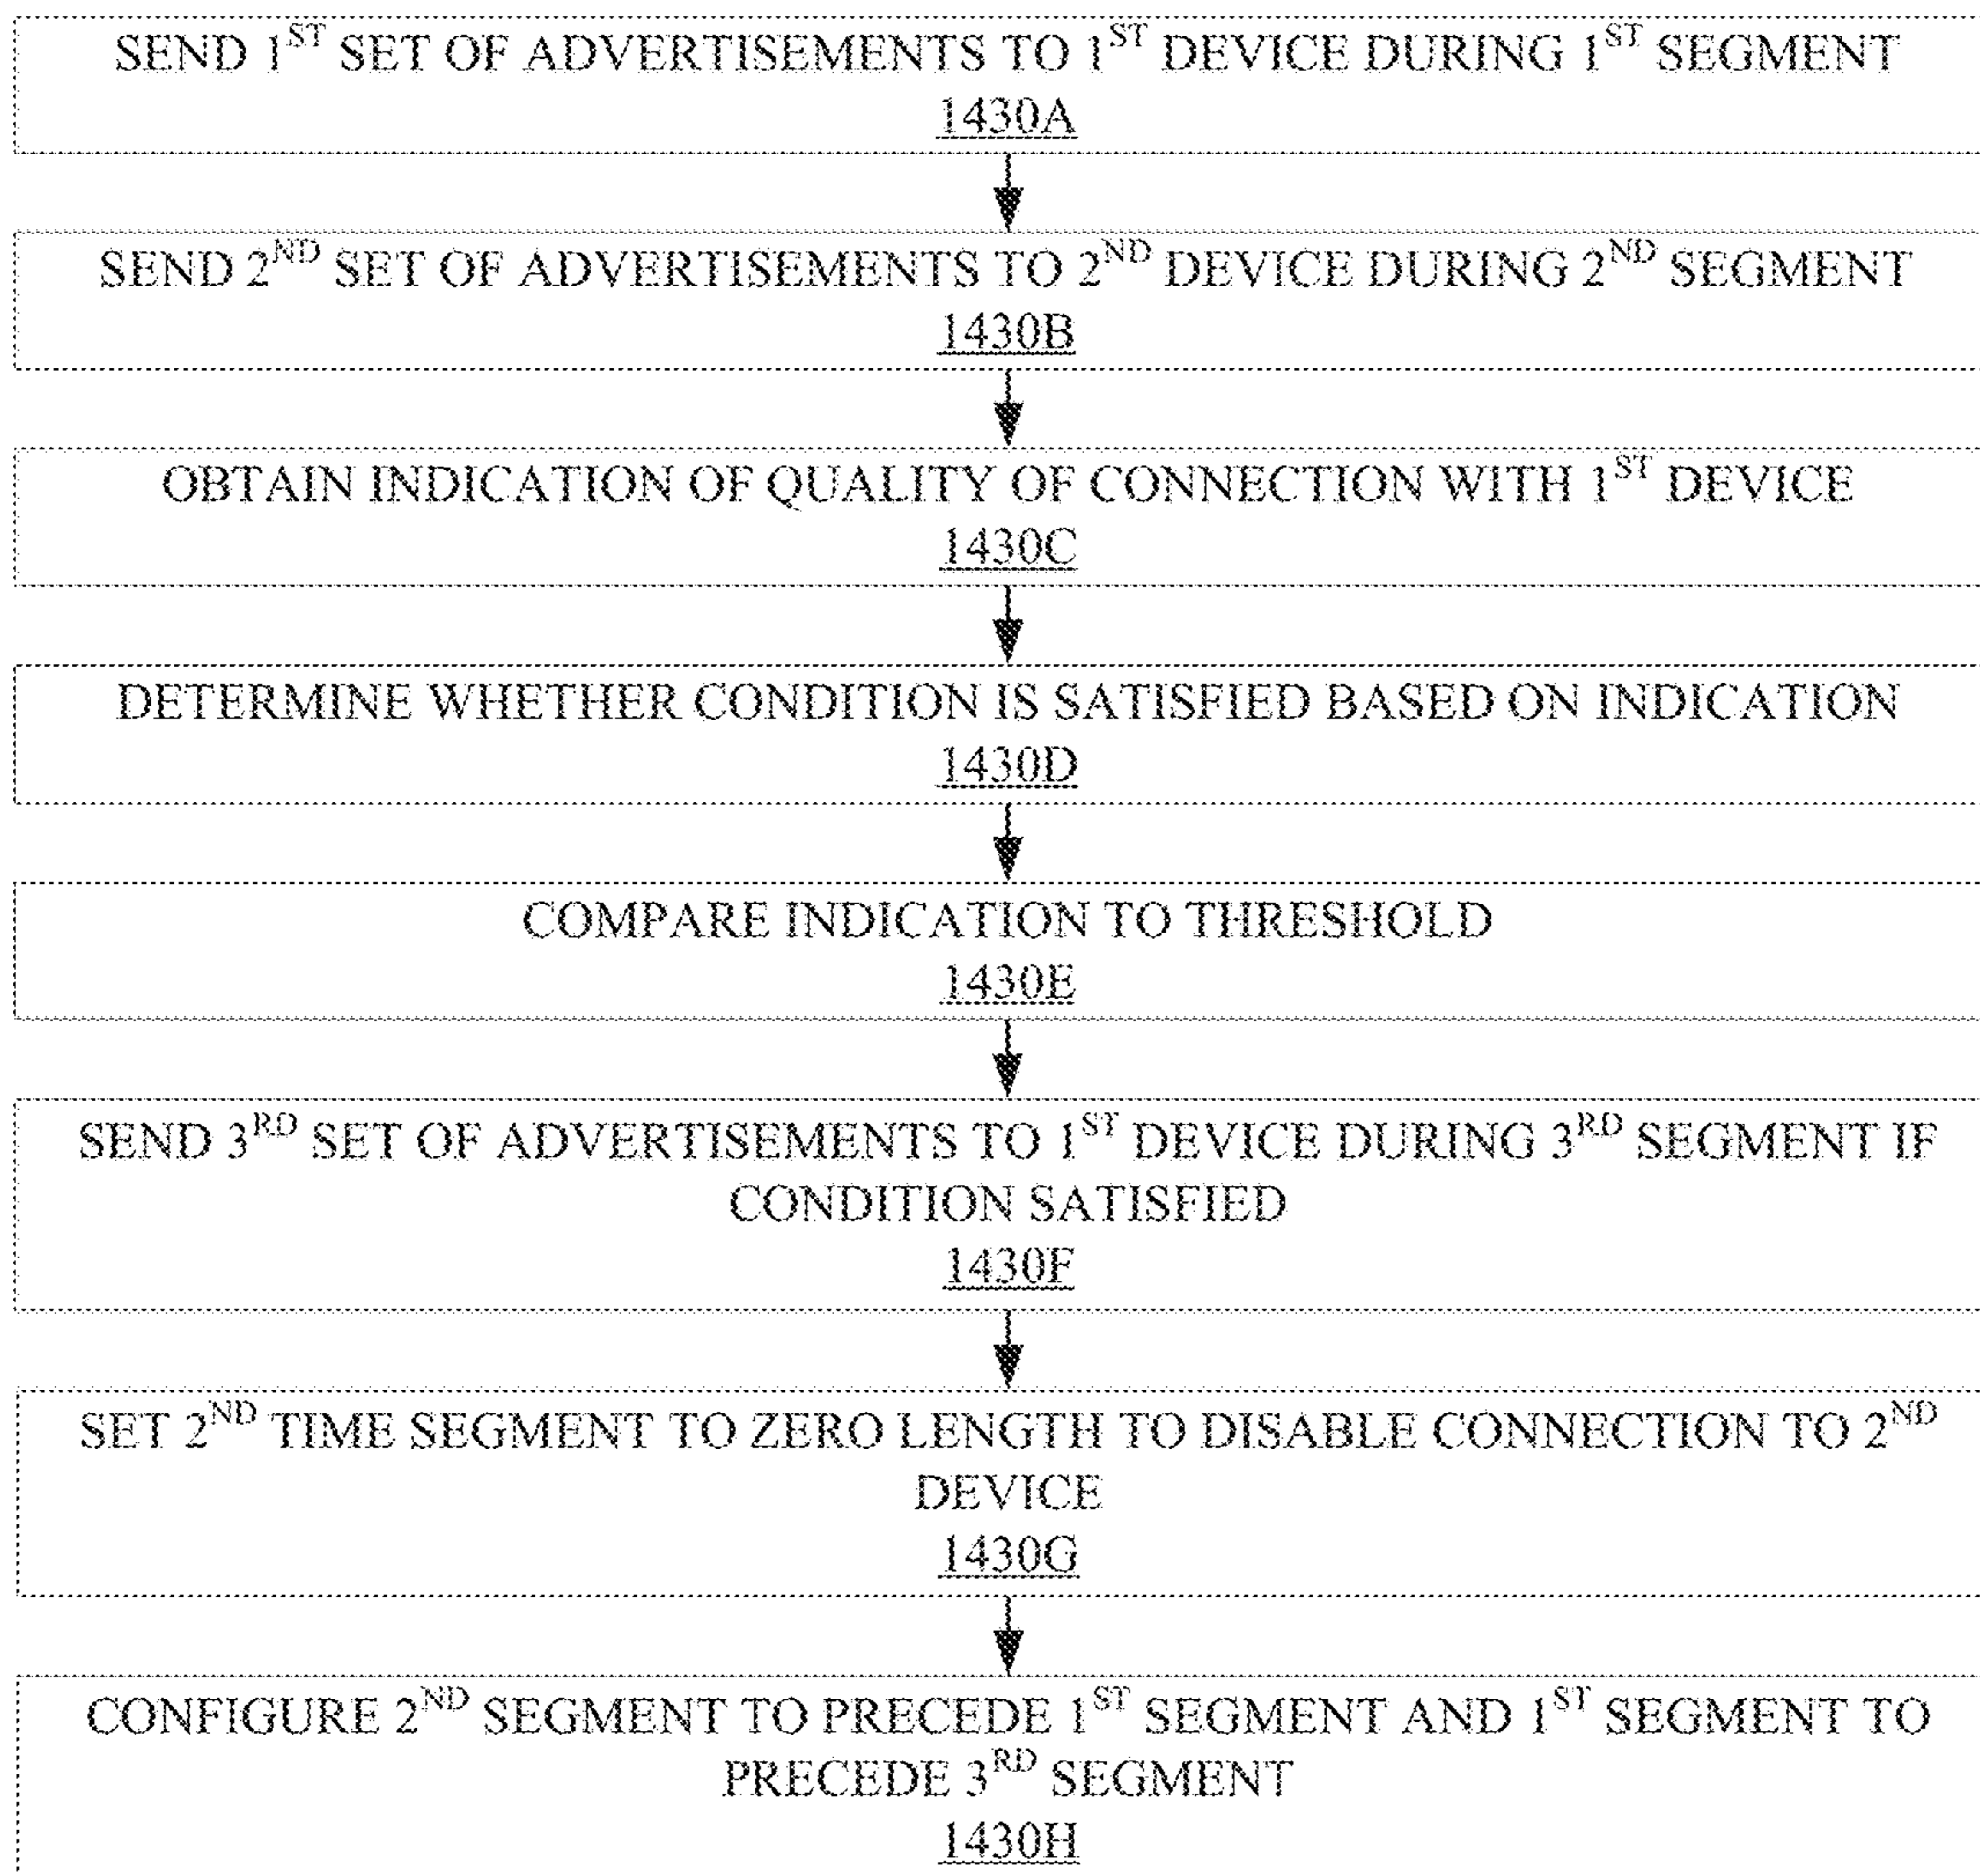 SEND 1ST SET OF ADVERTISEMENTS TO 1ST DEVICE DURING 1ST SEGMENT
1430A
SEND 2ND SET OF ADVERTISEMENTS TO 2ND DEVICE DURING 2ND SEGMENT
1430B
OBTAIN INDICATION OF QUALITY OF CONNECTION WITH 1ST DEVICE
1430C
DETERMINE WHETHER CONDITION IS SATISFIED BASED ON INDICATION
1430D
COMPARE INDICATION TO THRESHOLD
1430E
SEND 3RD SET OF ADVERTISEMENTS TO 1ST DEVICE DURING 3RD SEGMENT IF
CONDITION SATISFIED
1430F
SET 2ND TIME SEGMENT TO ZERO LENGTH TO DISABLE CONNECTION TO 2ND
DEVICE
1430G
CONFIGURE 2ND SEGMENT TO PRECEDE 1ST SEGMENT AND 1ST SEGMENT TO
PRECEDE 3RD SEGMENT
1430H